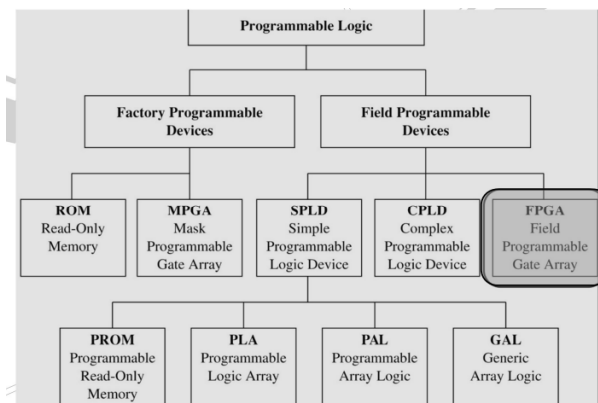 Programmable Logic
Factory Programmable
Devices
Field Programmable
Devices
ROM
Read-Only
Memory
MPGA
Mask
Programmable
Gate Array
SPLD
Simple
Programmable
Logic Device
CPLD
Complex
Programmable
Logic Device
FPGA
Field
Programmable
Gate Array
PROM
Programmable
Read-Only
Memory
PLA
Programmable
Logic Array
PAL
Programmable
Array Logic
GAL
Generic
Array Logic